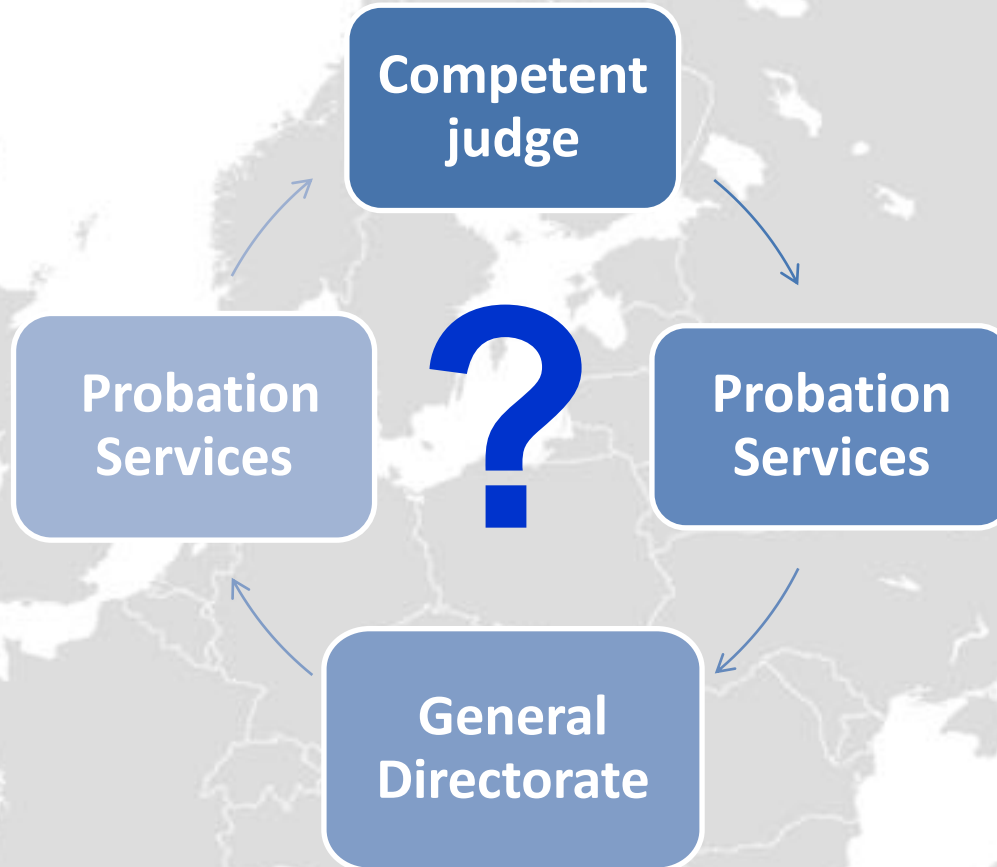 Competent
judge
Probation
Services
?
Probation
Services
General
Directorate